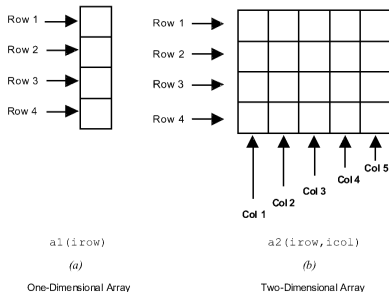 Row 1
Row 2
Row 3
Row 4
a1(irow)
(a)
One-Dimensional Array
Row 1
Row 2
Row 3
Row 4
Col 1
Col 2
Col 3
Col 4
Col 5
a2(irow,icol)
(b)
Two-Dimensional Array